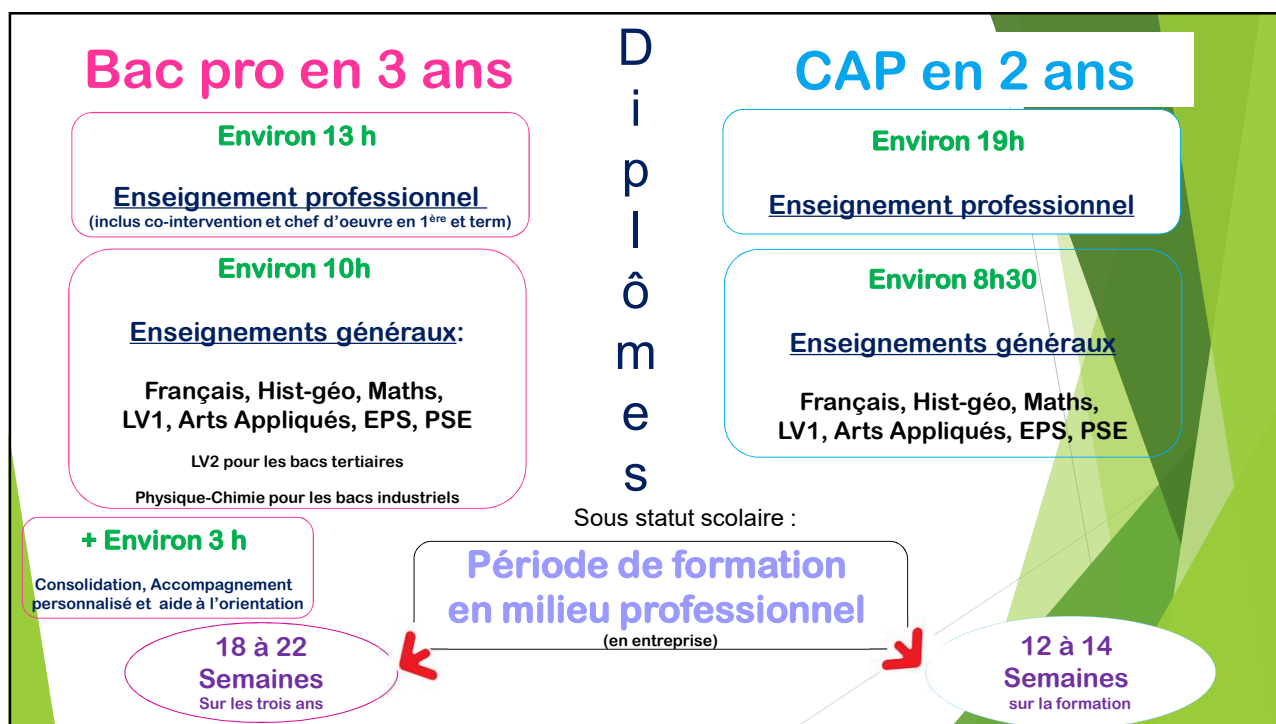 Bac pro en 3 ans
Environ 13 h
Enseignement professionnel
(inclus co-intervention et chef d'oeuvre en 1ère et term)
Environ 10h
Enseignements généraux:
Français, Hist-géo, Maths,
LV1, Arts Appliqués, EPS, PSE
LV2 pour les bacs tertiaires
Physique-Chimie pour les bacs industriels
+ Environ 3 h
Consolidation, Accompagnement
personnalisé et aide à l'orientation
18 à 22
Semaines
Sur les trois ans
D
i
p
l
ô
m
e
s
Sous statut scolaire :
Période de formation
en milieu professionnel
(en entreprise)
CAP en 2 ans
Environ 19h
Enseignement professionnel
Environ 8h30
Enseignements généraux
Français, Hist-géo, Maths,
LV1, Arts Appliqués, EPS, PSE
12 à 14
Semaines
sur la formation